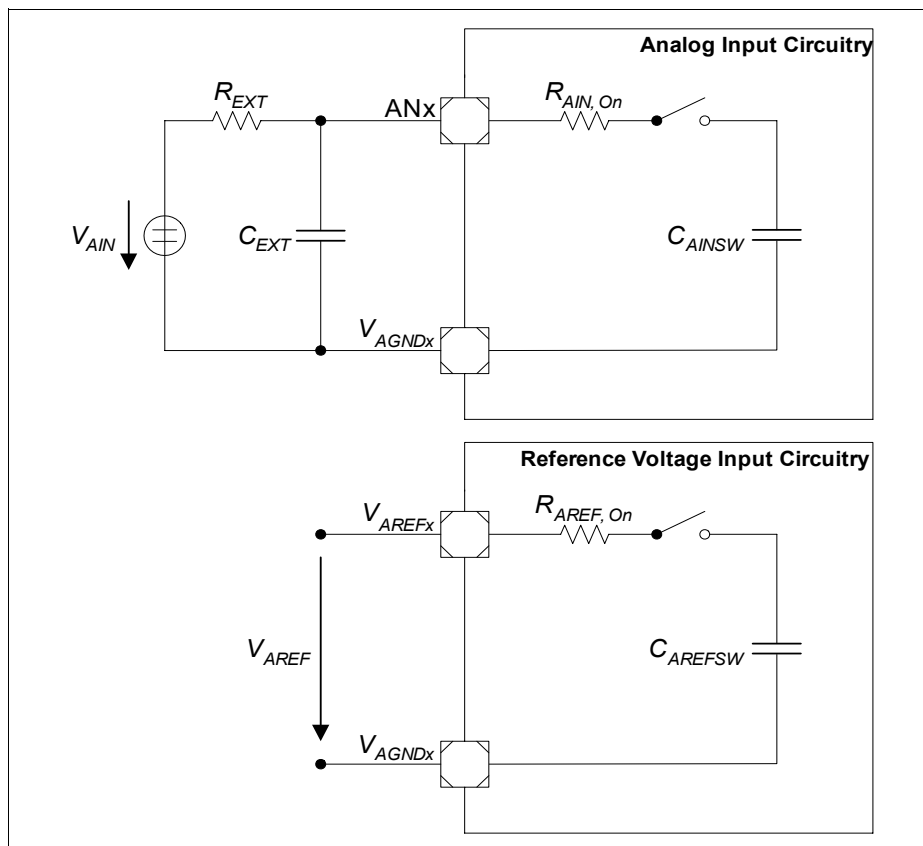 Analog Input Circuitry
R_EXT
ANx
R_AIN, On
V_AIN
C_EXT
C_AINSW
V_AGNDx
Reference Voltage Input Circuitry
V_AREFx
R_AREF, On
V_AREF
C_AREFSW
V_AGNDx